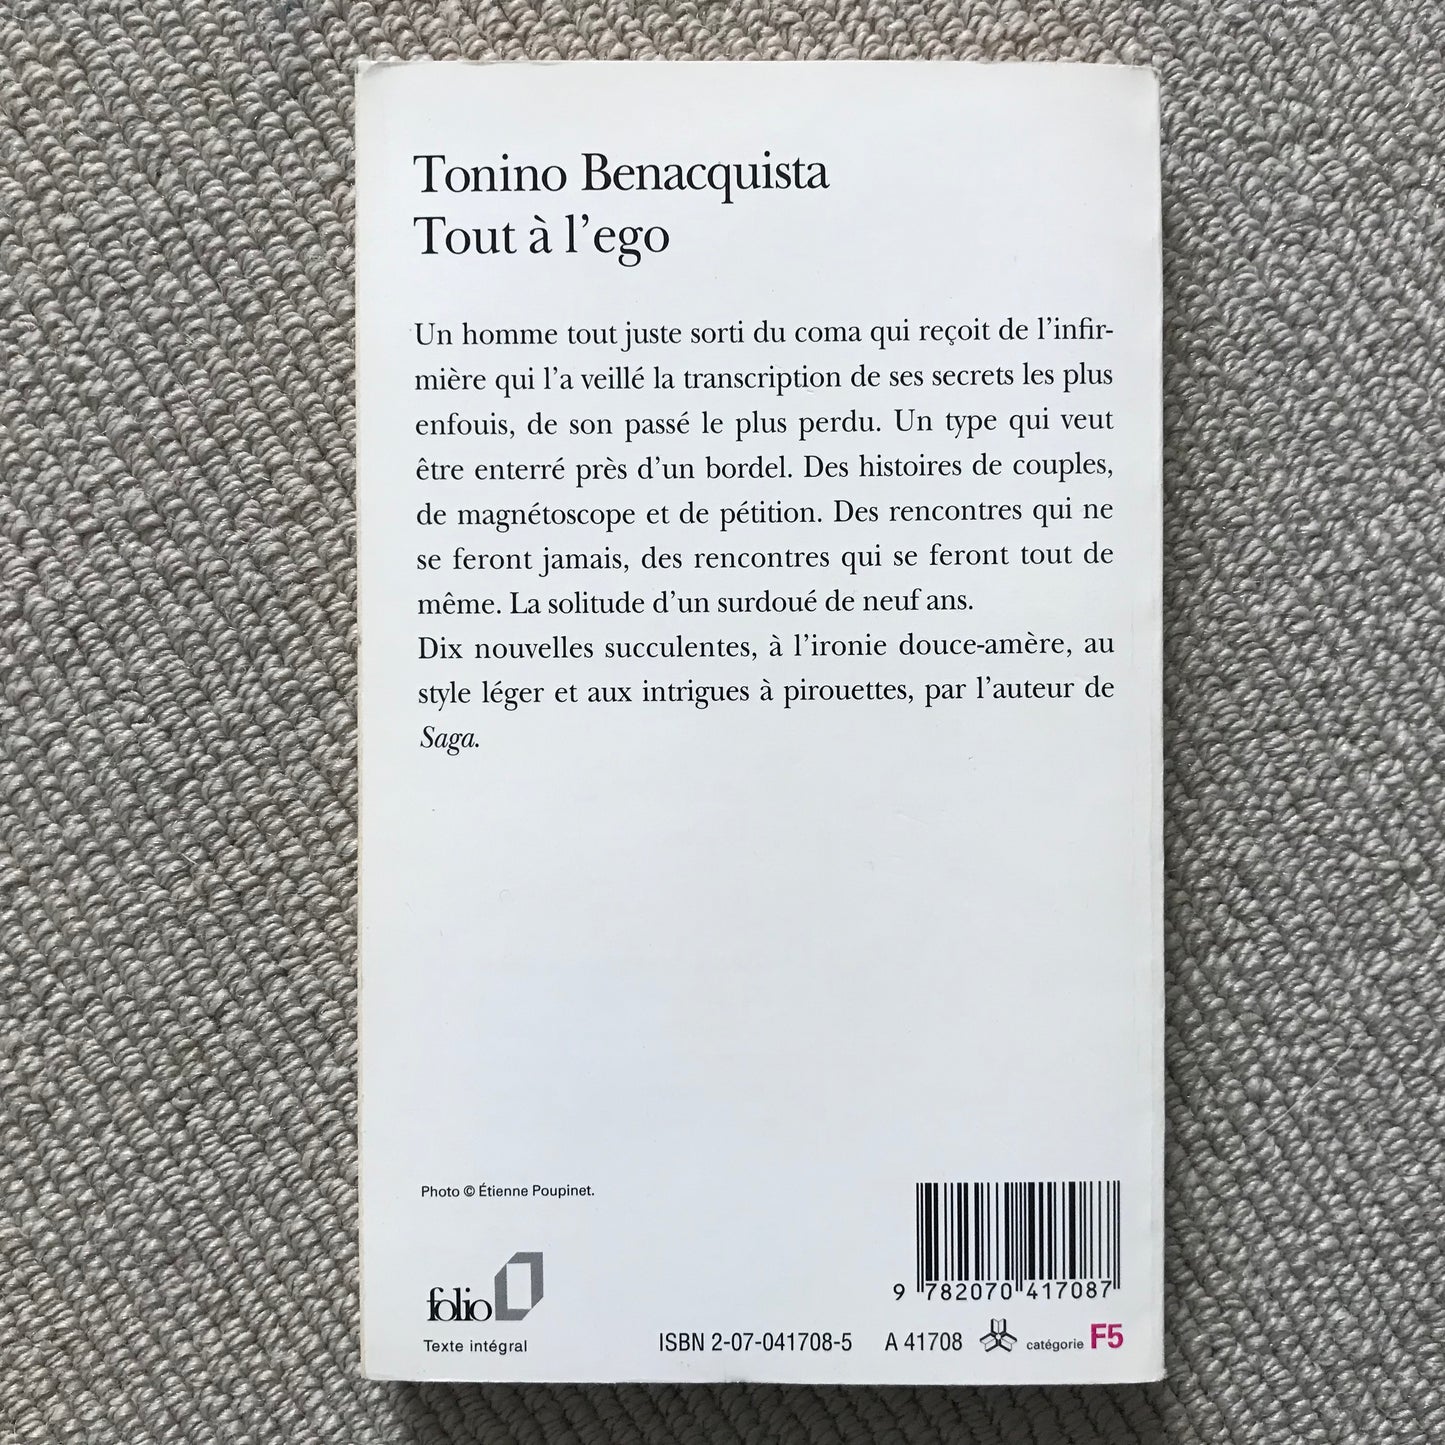 Tonino Benacquista
Tout à l'ego
Un homme tout juste sorti du coma qui reçoit de l'infir-
mière qui l'a veillé la transcription de ses secrets les plus
enfouis, de son passé le plus perdu. Un type qui veut
être enterré près d'un bordel. Des histoires de couples,
de magnétoscope et de pétition. Des rencontres qui ne
se feront jamais, des rencontres qui se feront tout de
même. La solitude d'un surdoué de neuf ans.
Dix nouvelles succulentes, à l'ironie douce-amère, au
style léger et aux intrigues à pirouettes, par l'auteur de
Saga.
Photo © Étienne Poupinet.
9 782070 417087
folio
Texte intégral
ISBN 2-07-041708-5 A 41708 catégorie F5